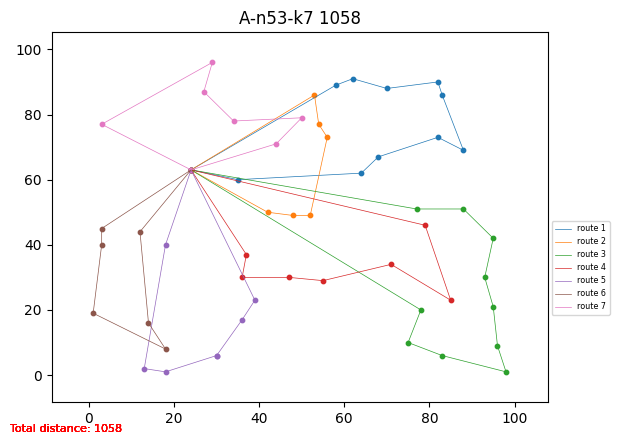 A-n53-k7 1058
100
80
60
40
20
0
0 20 40 60 80 100
route 1
route 2
route 3
route 4
route 5
route 6
route 7
Total distance: 1058